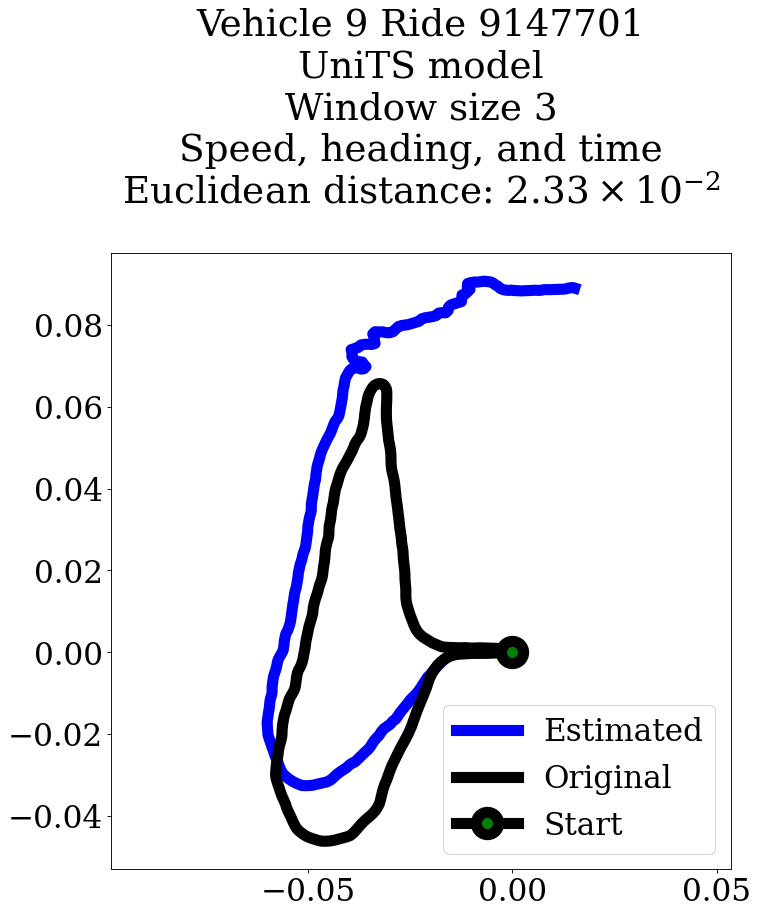 Vehicle 9 Ride 9147701
UniTS model
Window size 3
Speed, heading, and time
Euclidean distance: 2.33 × 10⁻²
0.08
0.06
0.04
0.02
0.00
−0.02
−0.04
Estimated
Original
Start
−0.05
0.00
0.05